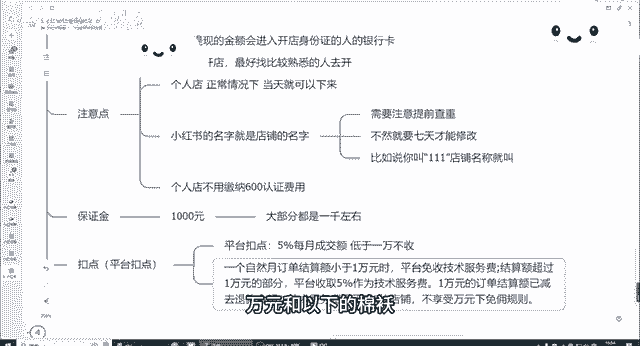 现的金额会进入开店身份证的人的银行卡
店，最好找比较熟悉的人去开
注意点
个人店 正常情况下 当天就可以下来
小红书的名字就是店铺的名字
需要注意提前查重
不然就要七天才能修改
比如说你叫“111”店铺名称就叫
个人店不用缴纳600认证费用
保证金
1000元
大部分都是一千左右
扣点（平台扣点）
平台扣点：5%每月成交额 低于一万不收
一个自然月订单结算额小于1万元时，平台免收技术服务费;结算额超过
1万元的部分，平台收取5%作为技术服务费。1万元的订单结算额已减
去退
店铺，不享受万元下免佣规则。
万元和以下的棉袄
4